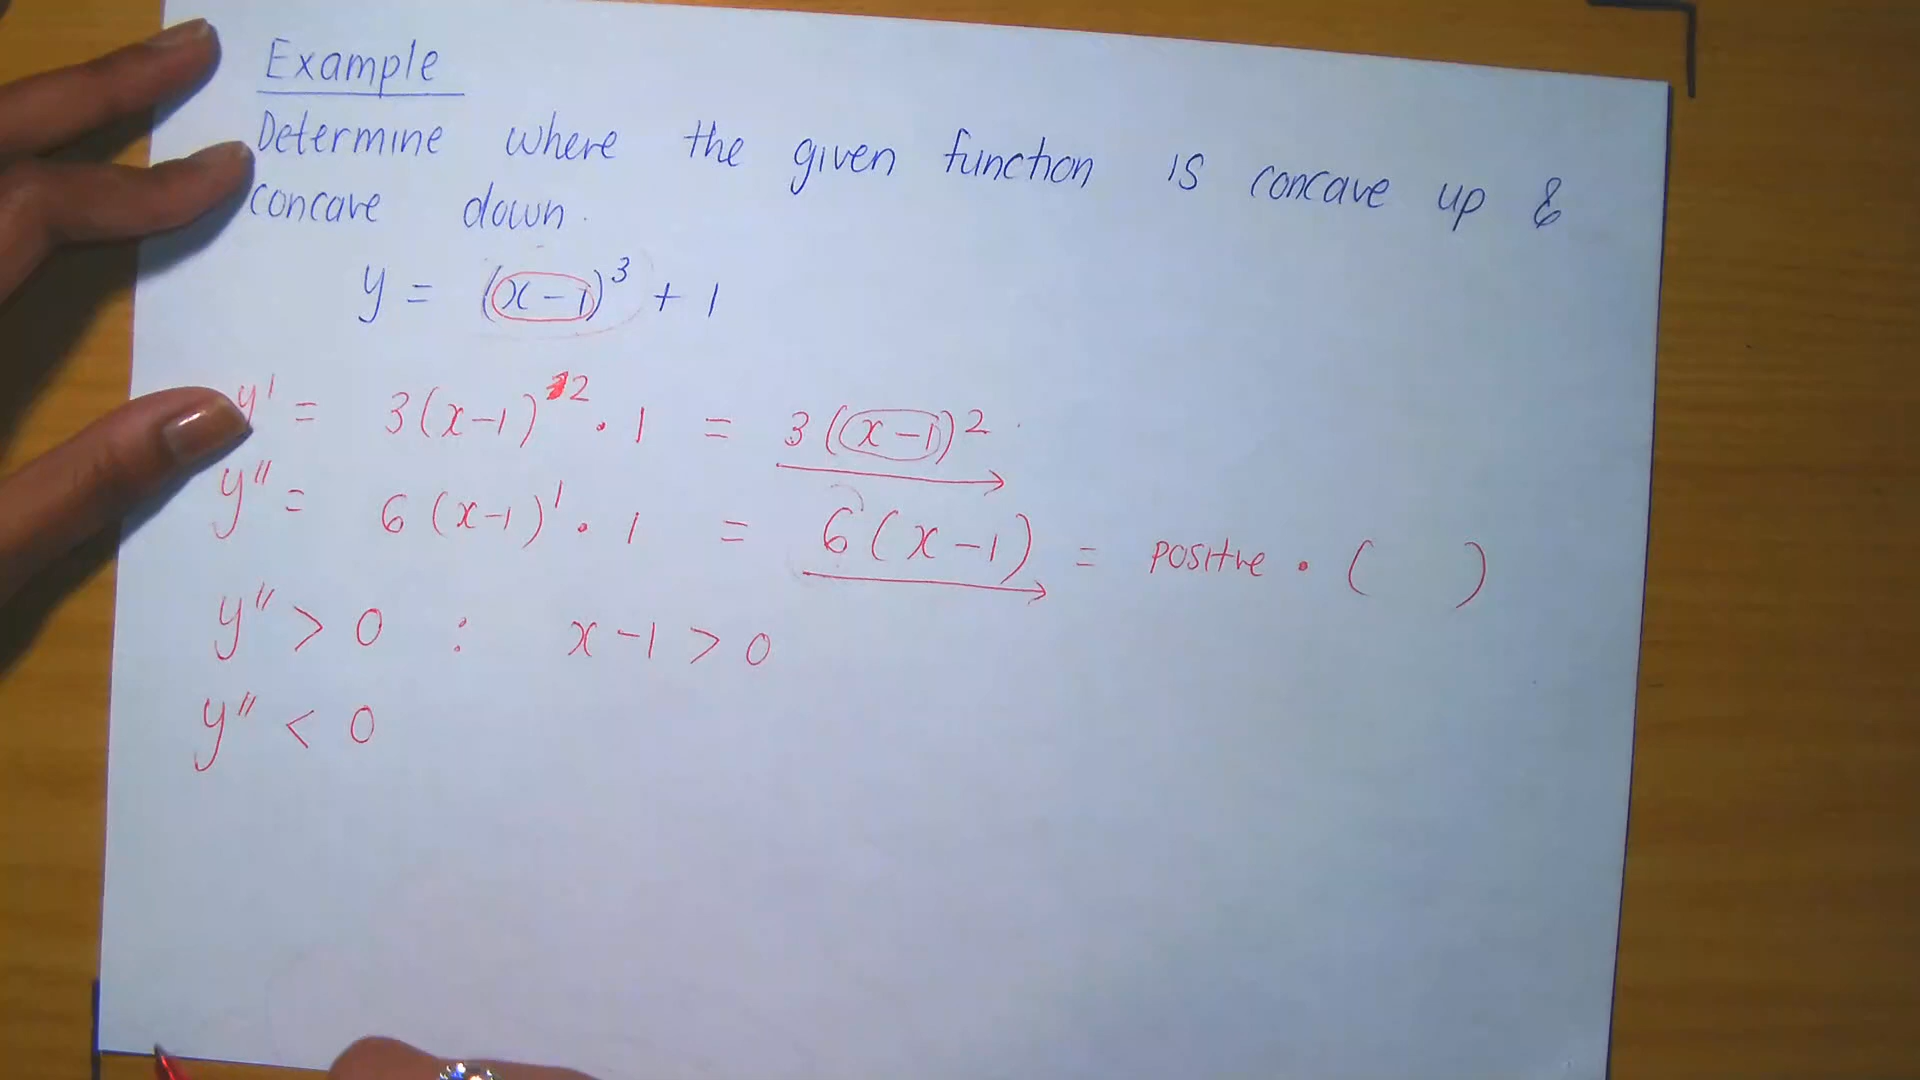 Example
Determine where the given function is concave up &
concave down.
y = (x-1)³ + 1
y' = 3(x-1)² · 1 = 3(x-1)²
y'' = 6(x-1)' · 1 = 6(x-1) = positive · ( )
y'' > 0 : x-1 > 0
y'' < 0